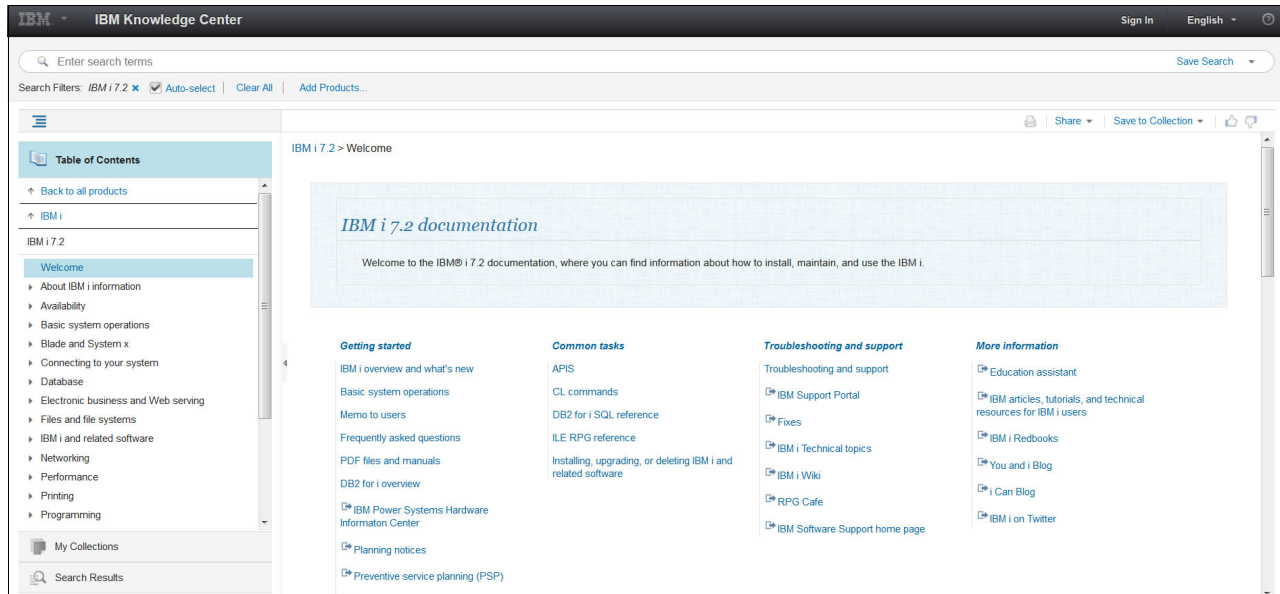 IBM IBM Knowledge Center Sign In English
Enter search terms Save Search
Search Filters: IBM i 7.2 × Auto-select | Clear All | Add Products...
Share | Save to Collection
Table of Contents
Back to all products
IBM i
IBM i 7.2
Welcome
About IBM i information
Availability
Basic system operations
Blade and System x
Connecting to your system
Database
Electronic business and Web serving
Files and file systems
IBM i and related software
Networking
Performance
Printing
Programming
My Collections
Search Results
IBM i 7.2 > Welcome
IBM i 7.2 documentation
Welcome to the IBM® i 7.2 documentation, where you can find information about how to install, maintain, and use the IBM i.
Getting started
IBM i overview and what's new
Basic system operations
Memo to users
Frequently asked questions
PDF files and manuals
DB2 for i overview
IBM Power Systems Hardware
Informaton Center
Planning notices
Preventive service planning (PSP)
Common tasks
APIS
CL commands
DB2 for i SQL reference
ILE RPG reference
Installing, upgrading, or deleting IBM i and
related software
Troubleshooting and support
Troubleshooting and support
IBM Support Portal
Fixes
IBM i Technical topics
IBM i Wiki
RPG Cafe
IBM Software Support home page
More information
Education assistant
IBM articles, tutorials, and technical
resources for IBM i users
IBM i Redbooks
You and i Blog
i Can Blog
IBM i on Twitter